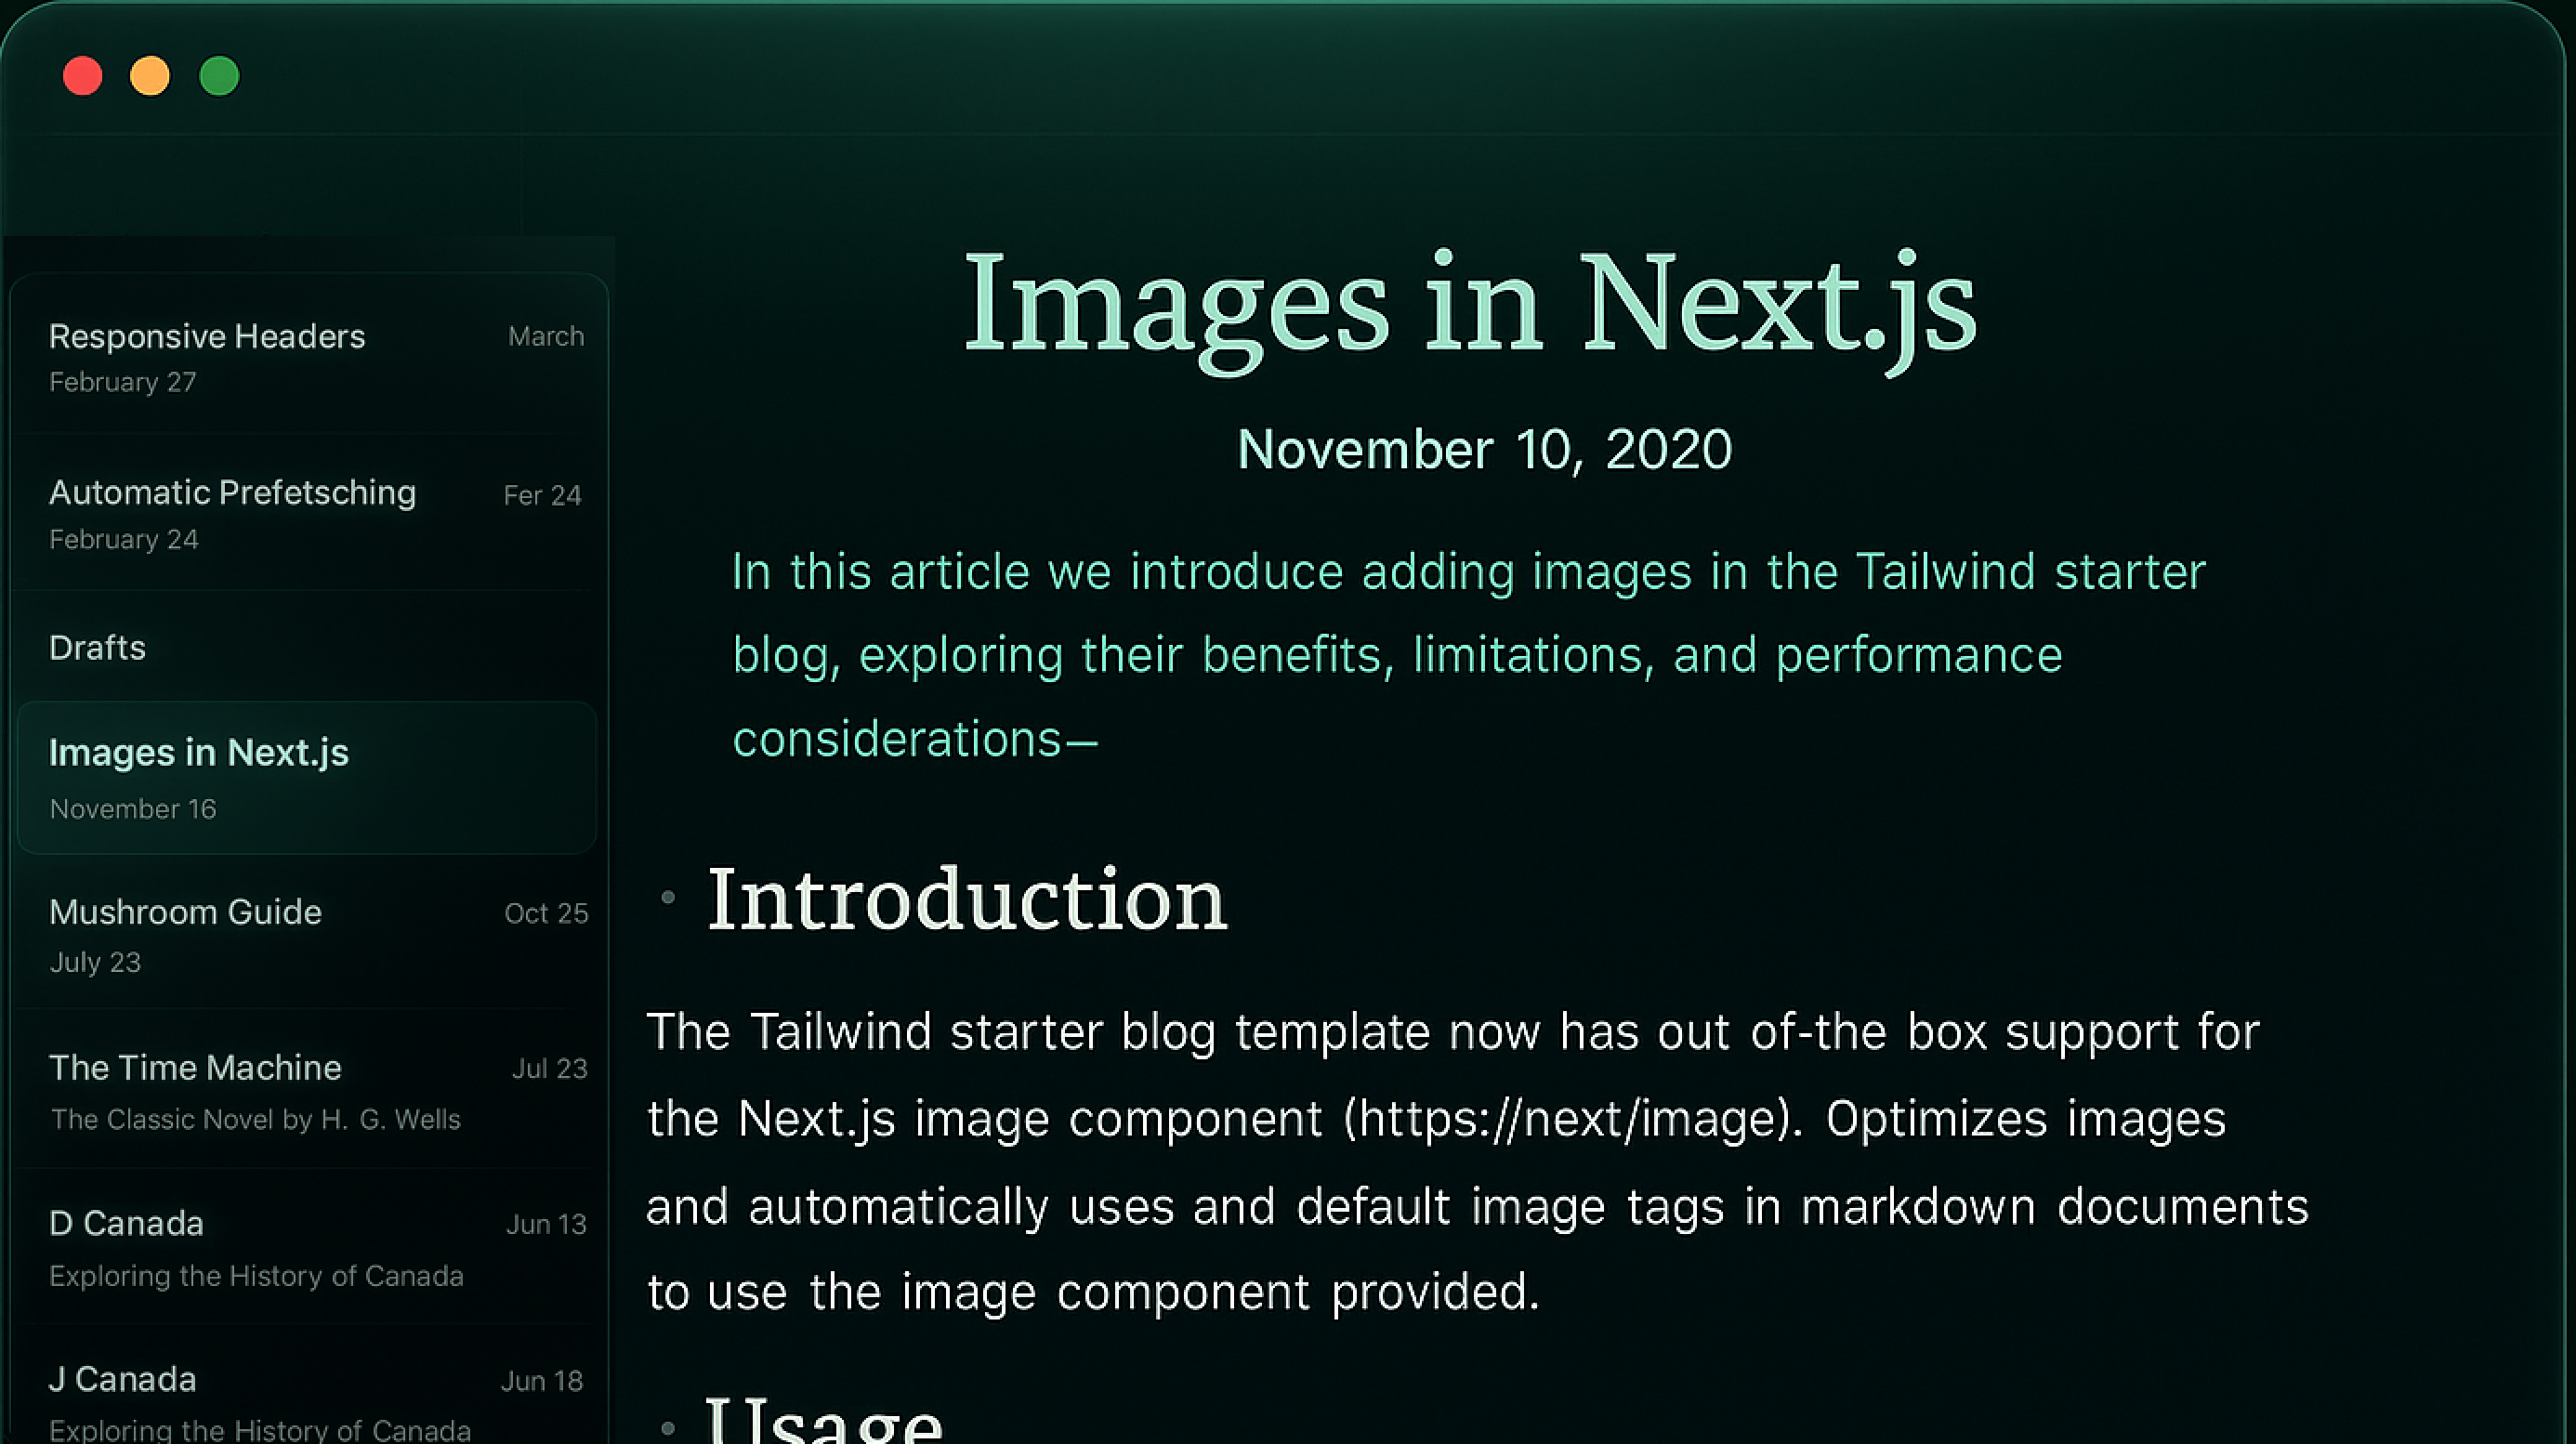 Responsive Headers March
February 27
Automatic Prefetsching Fer 24
February 24
Drafts
Images in Next.js
November 16
Mushroom Guide Oct 25
July 23
The Time Machine Jul 23
The Classic Novel by H. G. Wells
D Canada Jun 13
Exploring the History of Canada
J Canada Jun 18
Exploring the History of Canada
Images in Next.js
November 10, 2020
In this article we introduce adding images in the Tailwind starter
blog, exploring their benefits, limitations, and performance
considerations—
• Introduction
The Tailwind starter blog template now has out of-the box support for
the Next.js image component (https://next/image). Optimizes images
and automatically uses and default image tags in markdown documents
to use the image component provided.
• Usage